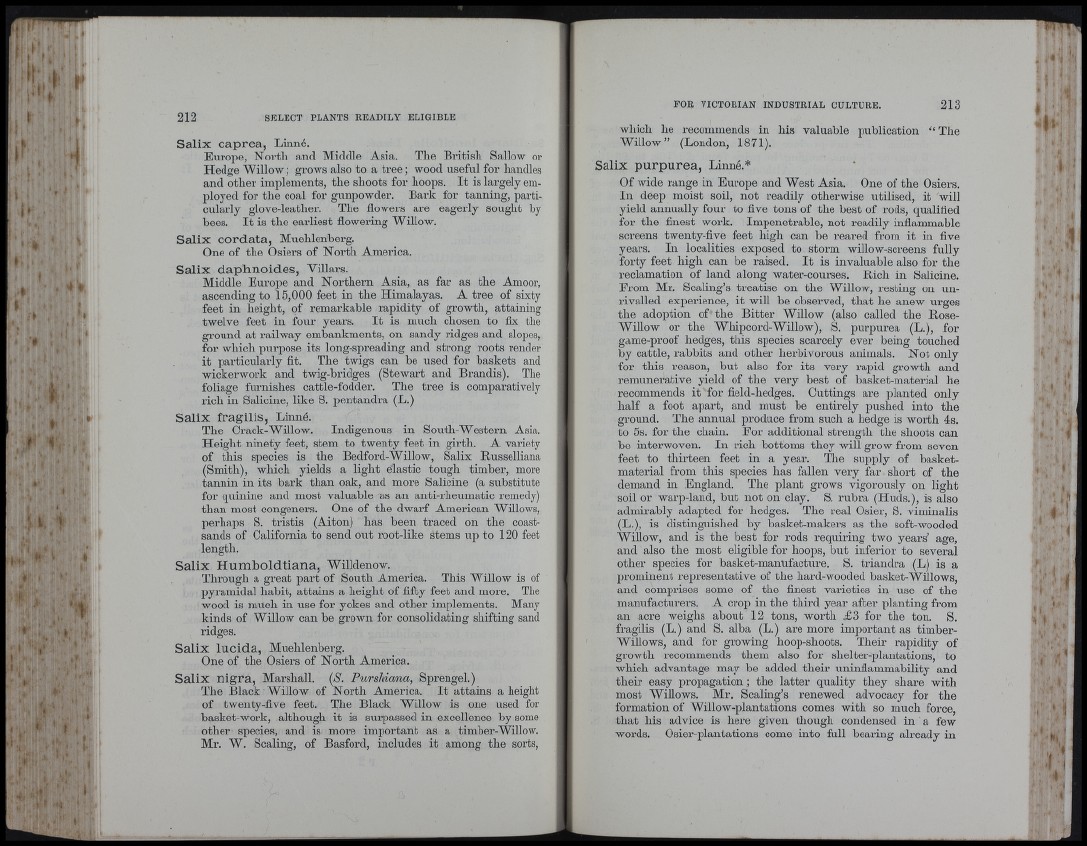 212 SELECT PLANTS READILY ELIGIBLE
Salix caprea, Linné.
Europe, North and Middle Asia. The British Sallow or
Hedge Willow; grows also to a tree; wood useful for handles
and other implements, the shoots for hoops. It is largely em-
ployed for the coal for gunpowder. Bark for tanning, parti-
cularly glove-leather. The flowers are eagerly sought by
bees. It is the earliest flowering Willow.
Salix cordata, Muehlenberg.
One of the Osiers of North America.
Salix daphnoides, Villars.
Middle Europe and Northern Asia, as far as the Amoor,
ascending to 15,000 feet in the Himalayas. A tree of sixty
feet in height, of remarkable rapidity of growth, attaining
twelve feet in four years. It is much chosen to fix the
ground at railway embankments, on sandy ridges and slopes,
for which purpose its long-spreading and strong roots render
it particularly fit. The twigs can be used for baskets and
wickerwork and twig-bridges (Stewart and Brandis). The
foliage furnishes cattle-fodder. The tree is comparatively
rich in Salicine, like S. pentandra (L.)
Salix fragilis, Linné.
The Crack-Willow. Indigenous in South-Western Asia.
Height ninety feet, stem to twenty feet in girth. A variety
of this species is the Bedford-Willow, Salix Russelliana
(Smith), which yields a light elastic tough timber, more
tannin in its bark than oak, and more Salicine (a substitute
for quinine and most valuable as an anti-rheumatic remedy)
than most congeners. One of the dwarf American Willows,
perhaps S. tristis (Aiton) has been traced on the coast-
sands of California to send out root-like stems up to 120 feet
length.
Salix Humboldtiana, Willdenow.
Through a great part of South America. This Willow is of
pyramidal habit, attains a height of fifty feet and more. The
wood is much in use for yokes and other implements. Many
kinds of Willow can be grown for consolidating shifting sand
ridges.
Salix lucida, Muehlenberg.
One of the Osiers of North America.
Salix nigra, Marshall. (S. Purshiana, Sprengel.)
The Black Willow of North America. It attains a height
of twenty-five feet. The Black Willow is one used for
basket-work, although it is surpassed in excellence by some
other species, and is more important as a timber-Willow.
Mr. W. Scaling, of Basford, includes it among the sorts,
FOR VICTORIAN INDUSTRIAL CULTURE. 213
which he recommends in his valuable publication "The
Willow" (London, 1871).
Salix purpurea, Linné.*
Of wide range in Europe and West Asia. One of the Osiers.
In deep moist soil, not readily otherwise utilised, it will
yield annually four to five tons of the best of rods, qualified
for the finest work. Impenetrable, not readily inflammable
screens twenty-five feet high can be reared from it in five
years. In localities exposed to storm willow-screens fully
forty feet high can be raised. It is invaluable also for the
reclamation of land along water-courses. Rich in Salicine.
From Mr. Scaling's treatise on the Willow, resting on un-
rivalled experience, it will be observed, that he anew urges
the adoption of the Bitter Willow (also called the Rose-
Willow or the Whipcord-Willow), S. purpurea (L.), for
game-proof hedges, this species scarcely ever being touched
by cattle, rabbits and other herbivorous animals. Not only
for this reason, but also for its very rapid growth and
remunerative yield of the very best of basket-material he
recommends it for field-hedges. Cuttings are planted only
half a foot apart, and must be entirely pushed into the
ground. The annual produce from such a hedge is worth 4s.
to 5s. for the chain. For additional strength the shoots can
be interwoven. In rich bottoms they will grow from seven
feet to thirteen feet in a year. The supply of basket-
material from this species has fallen very far short of the
demand in England. The plant grows vigorously on light
soil or warp-land, but not on clay. S. rubra (Huds.), is also
admirably adapted for hedges. The real Osier, S. viminalis
(L.), is distinguished by basket-makers as the soft-wooded
Willow, and is the best for rods requiring two years' age,
and also the most eligible for hoops, but inferior to several
other species for basket-manufacture. S. triandra (L) is a
prominent representative of the hard-wooded basket-Willows,
and comprises some of the finest varieties in use of the
manufacturers. A crop in the third year after planting from
an acre weighs about 12 tons, worth £3 for the ton. S.
fragilis (L.) and S. alba (L.) are more important as timber-
Willows, and for growing hoop-shoots. Their rapidity of
growth recommends them also for shelter-plantations, to
which advantage may be added their uninflammability and
their easy propagation; the latter quality they share with
most Willows. Mr. Scaling's renewed advocacy for the
formation of Willow-plantations comes with so much force,
that his advice is here given though condensed in a few
words. Osier-plantations come into full bearing already in